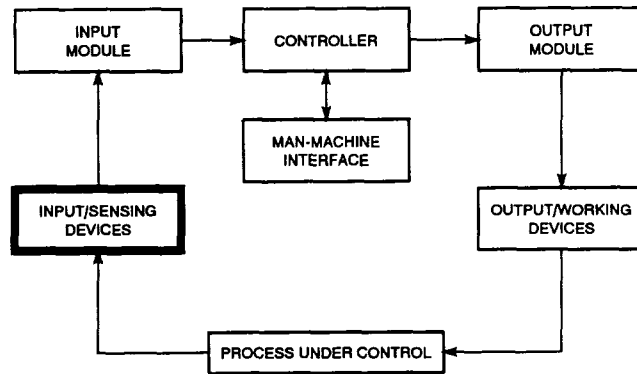 INPUT
MODULE
CONTROLLER
OUTPUT
MODULE
MAN-MACHINE
INTERFACE
INPUT/SENSING
DEVICES
OUTPUT/WORKING
DEVICES
PROCESS UNDER CONTROL